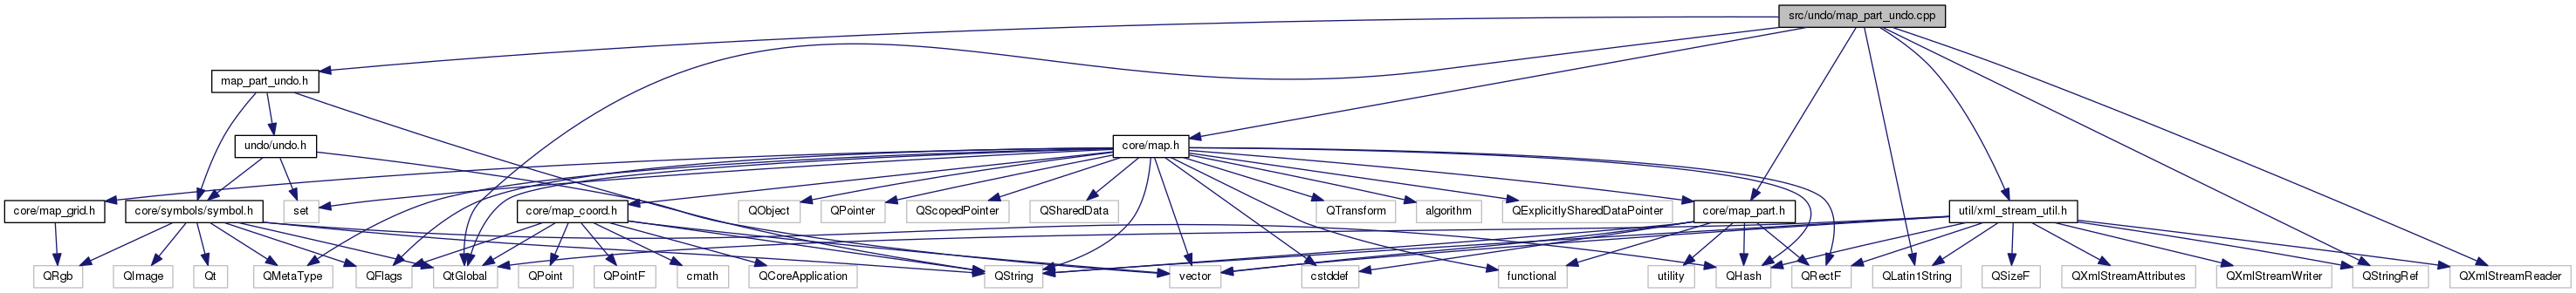 src/undo/map_part_undo.cpp
map_part_undo.h
undo/undo.h
core/map.h
core/map_grid.h
core/symbols/symbol.h
set
core/map_coord.h
QObject
QPointer
QScopedPointer
QSharedData
QTransform
algorithm
QExplicitlySharedDataPointer
core/map_part.h
util/xml_stream_util.h
QRgb
QImage
Qt
QMetaType
QFlags
QtGlobal
QPoint
QPointF
cmath
QCoreApplication
QString
vector
cstddef
functional
utility
QHash
QRectF
QLatin1String
QSizeF
QXmlStreamAttributes
QXmlStreamWriter
QStringRef
QXmlStreamReader